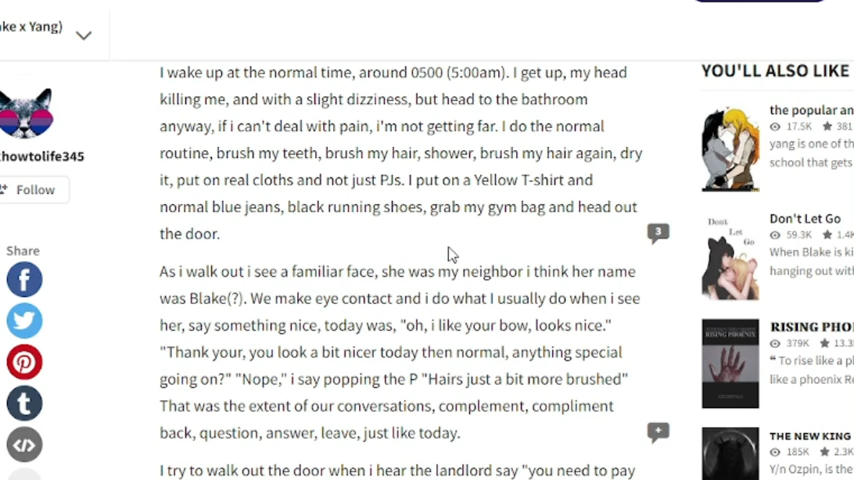 ke x Yang)
I wake up at the normal time, around 0500 (5:00am). I get up, my head
killing me, and with a slight dizziness, but head to the bathroom
anyway, if i can't deal with pain, i'm not getting far. I do the normal
routine, brush my teeth, brush my hair, shower, brush my hair again, dry
it, put on real cloths and not just PJs. I put on a Yellow T-shirt and
normal blue jeans, black running shoes, grab my gym bag and head out
the door.
3
As i walk out i see a familiar face, she was my neighbor i think her name
was Blake(?). We make eye contact and i do what I usually do when i see
her, say something nice, today was, "oh, i like your bow, looks nice."
"Thank your, you look a bit nicer today then normal, anything special
going on?" "Nope," i say popping the P "Hairs just a bit more brushed"
That was the extent of our conversations, complement, compliment
back, question, answer, leave, just like today.
+
I try to walk out the door when i hear the landlord say "you need to pay
howtolife345
Follow
Share
YOU'LL ALSO LIKE
the popular an
17.5K 381
yang is one of th
school that gets
Dont
Let
Go
Don't Let Go
59.3K 1.4K
When Blake is ki
hanging out with
RISING PHOENIX
RISING PHO
379K 13.3
❝ To rise like a pl
like a phoenix Re
THE NEW KING
185K 2.3K
Y/n Ozpin, is the